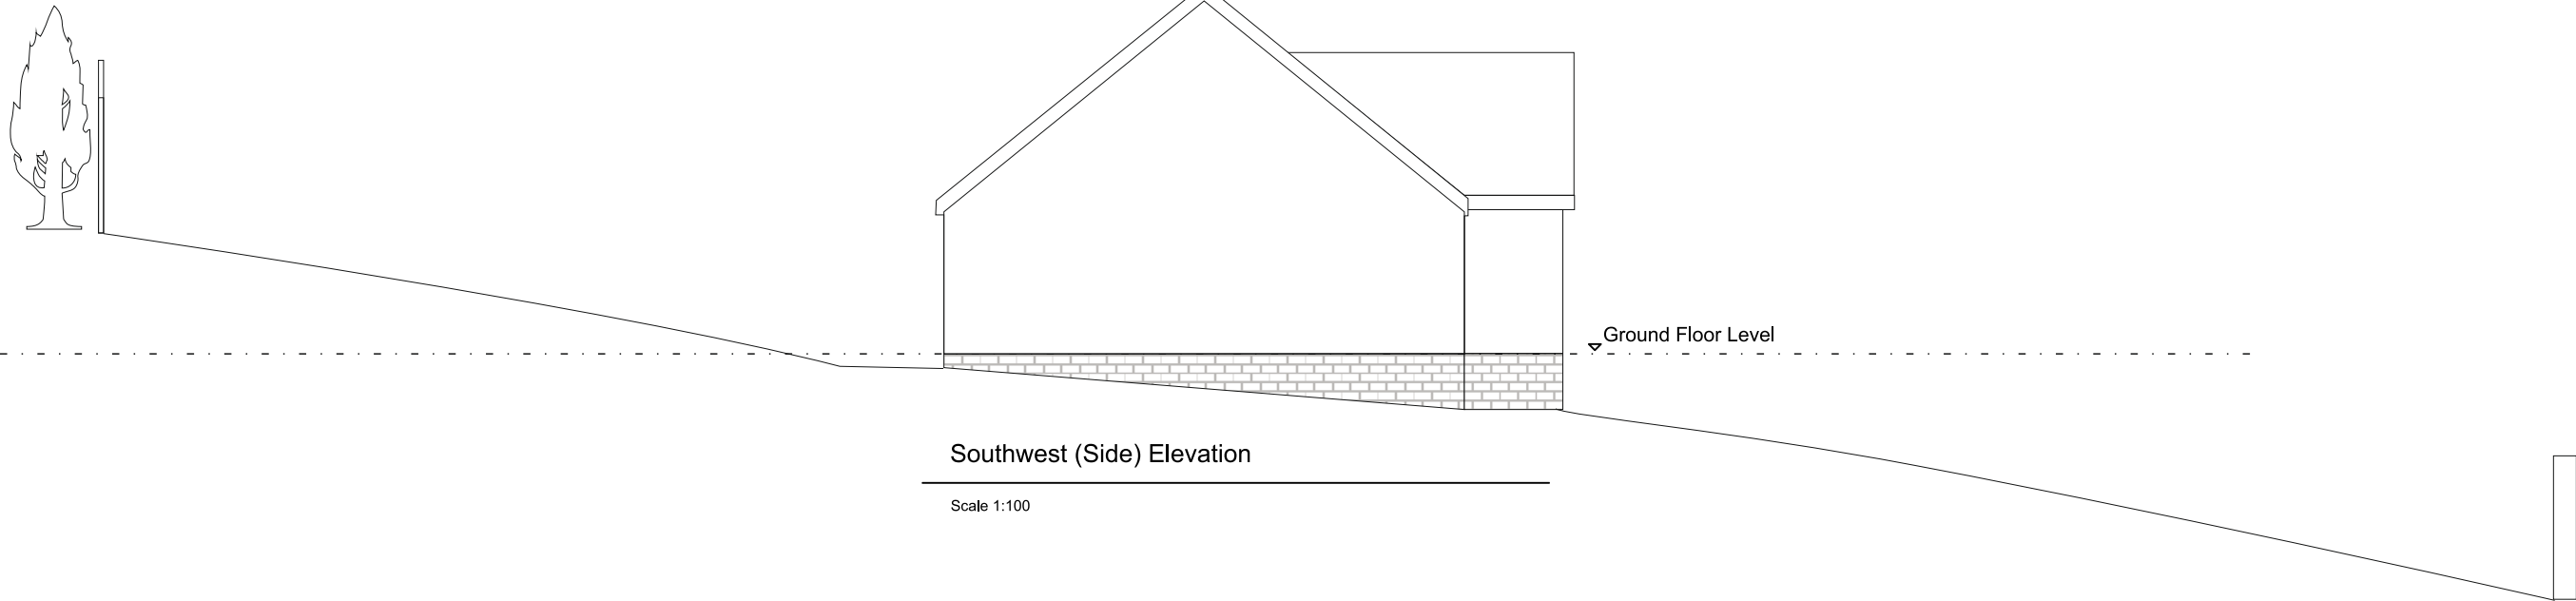 Ground Floor Level
Southwest (Side) Elevation
Scale 1:100